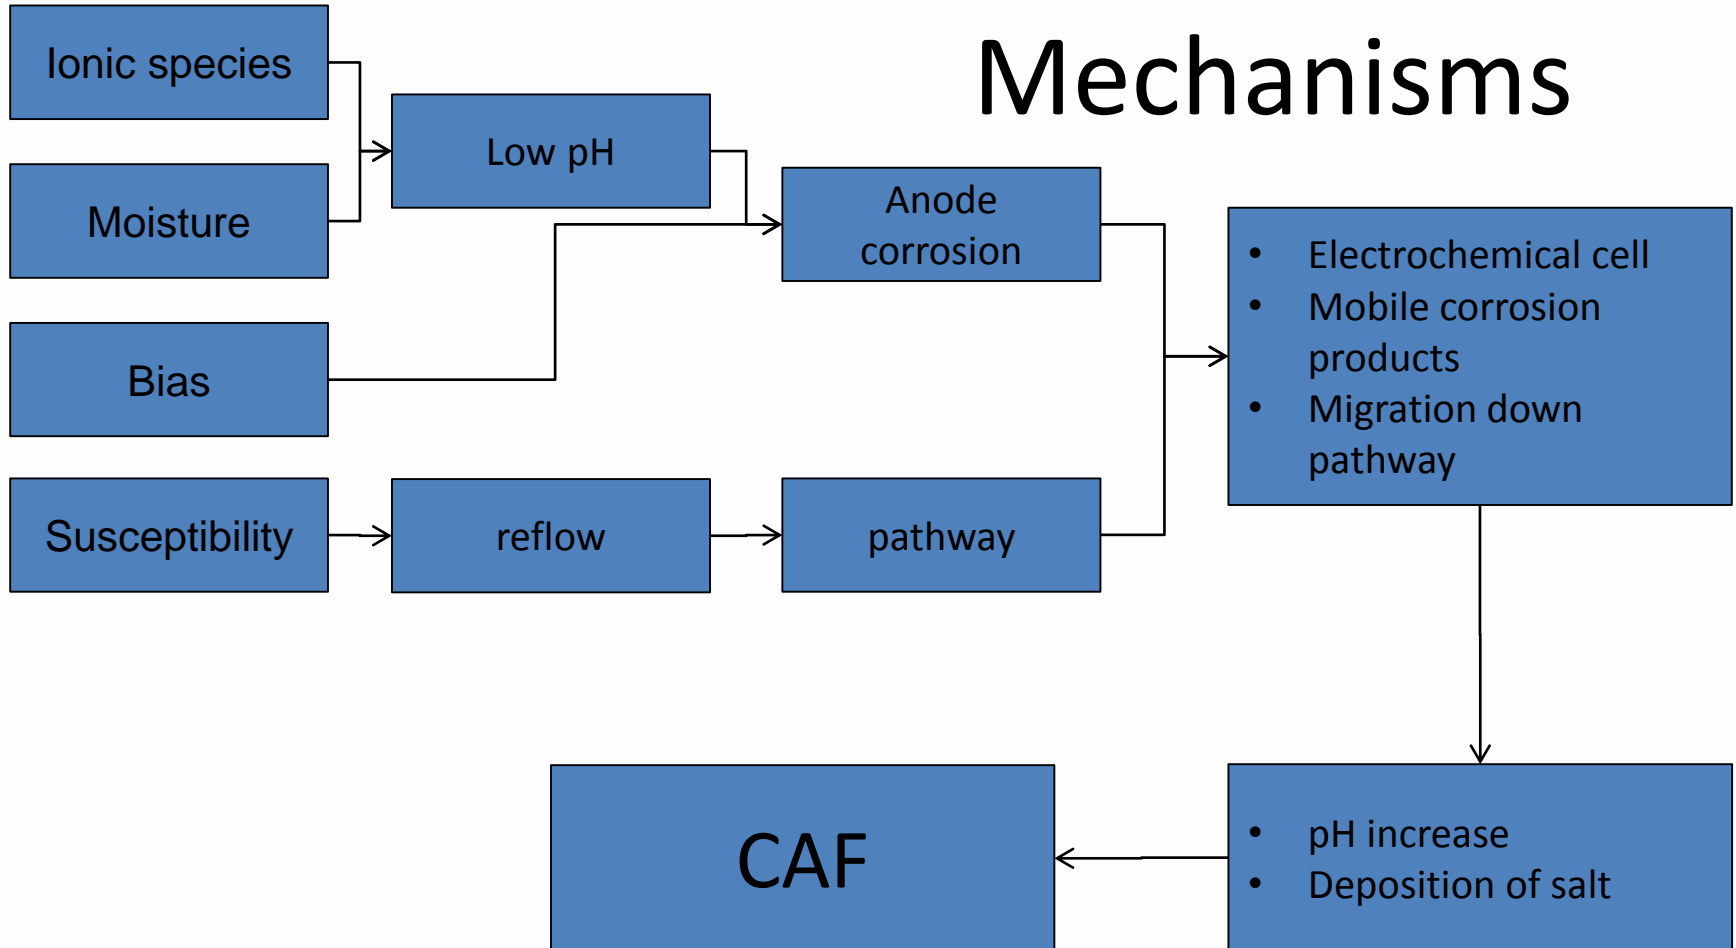 Mechanisms
Ionic species
Low pH
Moisture
Anode
corrosion
Bias
• Electrochemical cell
• Mobile corrosion
products
• Migration down
pathway
Susceptibility
reflow
pathway
• pH increase
• Deposition of salt
CAF